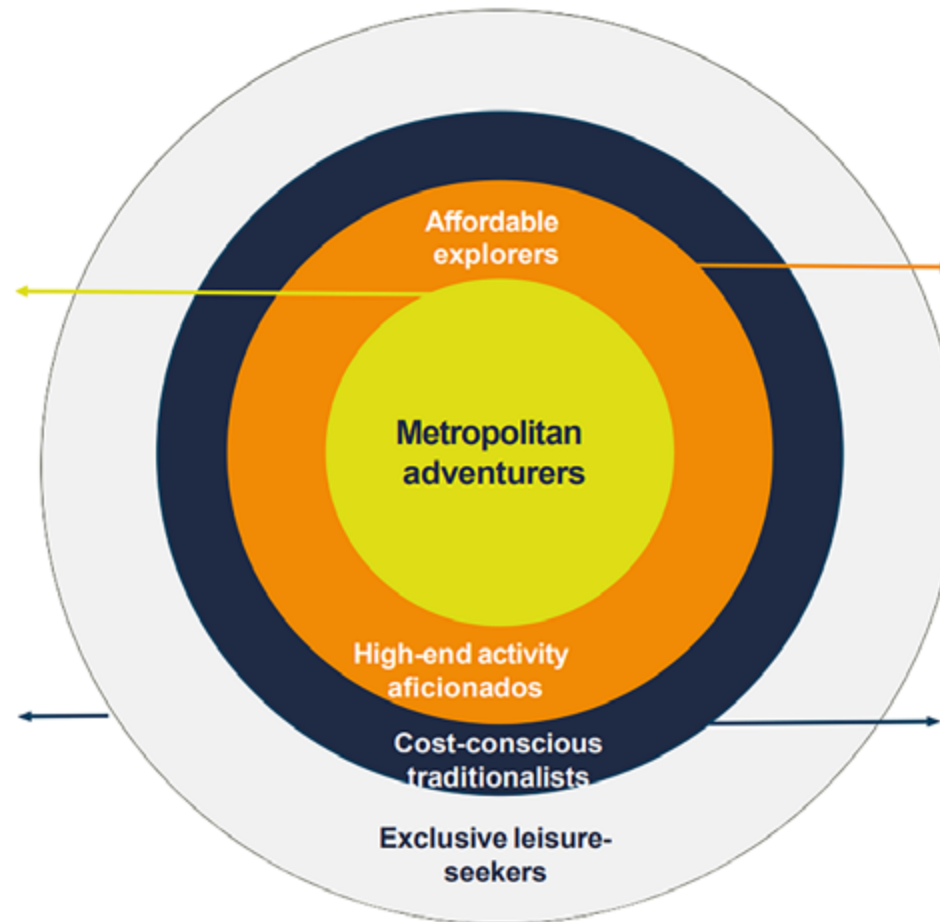 Affordable
explorers
Metropolitan
adventurers
High-end activity
aficionados
Cost-conscious
traditionalists
Exclusive leisure-
seekers